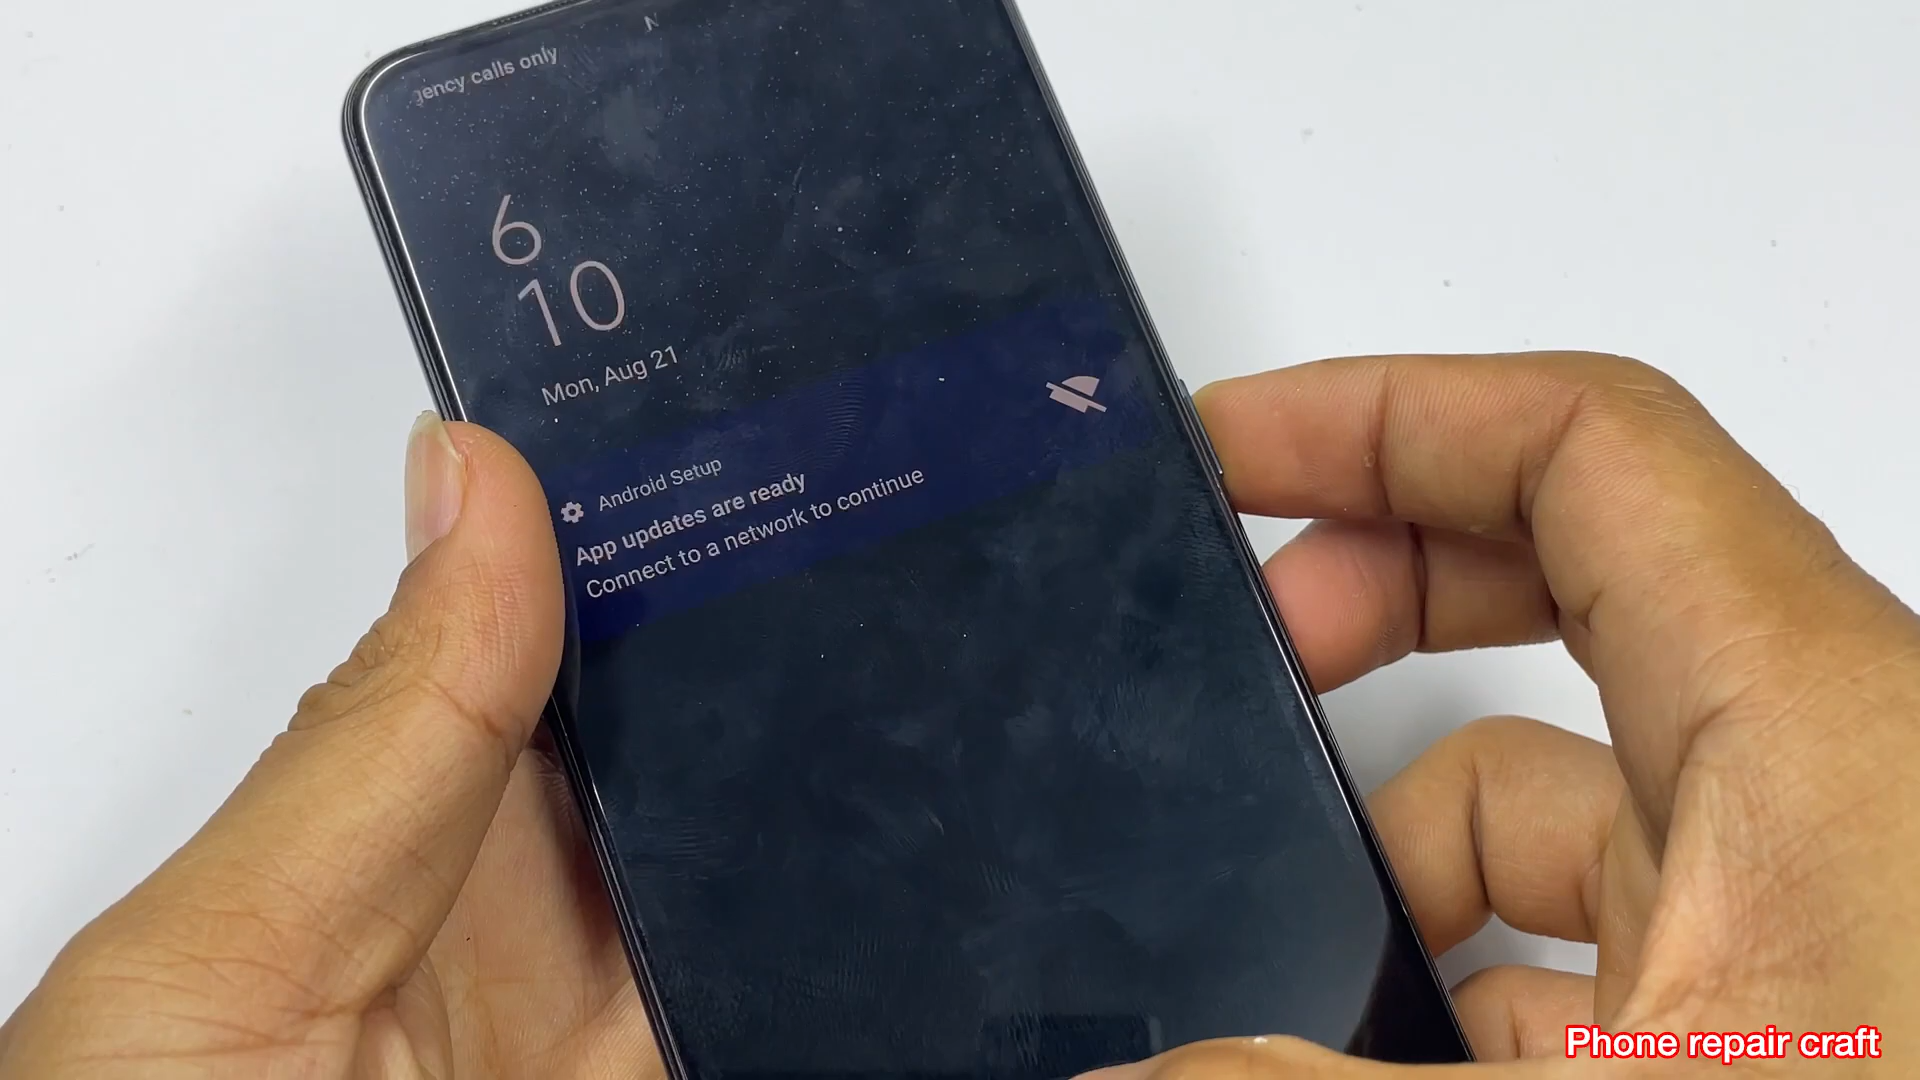 gency calls only
6
10
Mon, Aug 21
Android Setup
App updates are ready
Connect to a network to continue
Phone repair craft